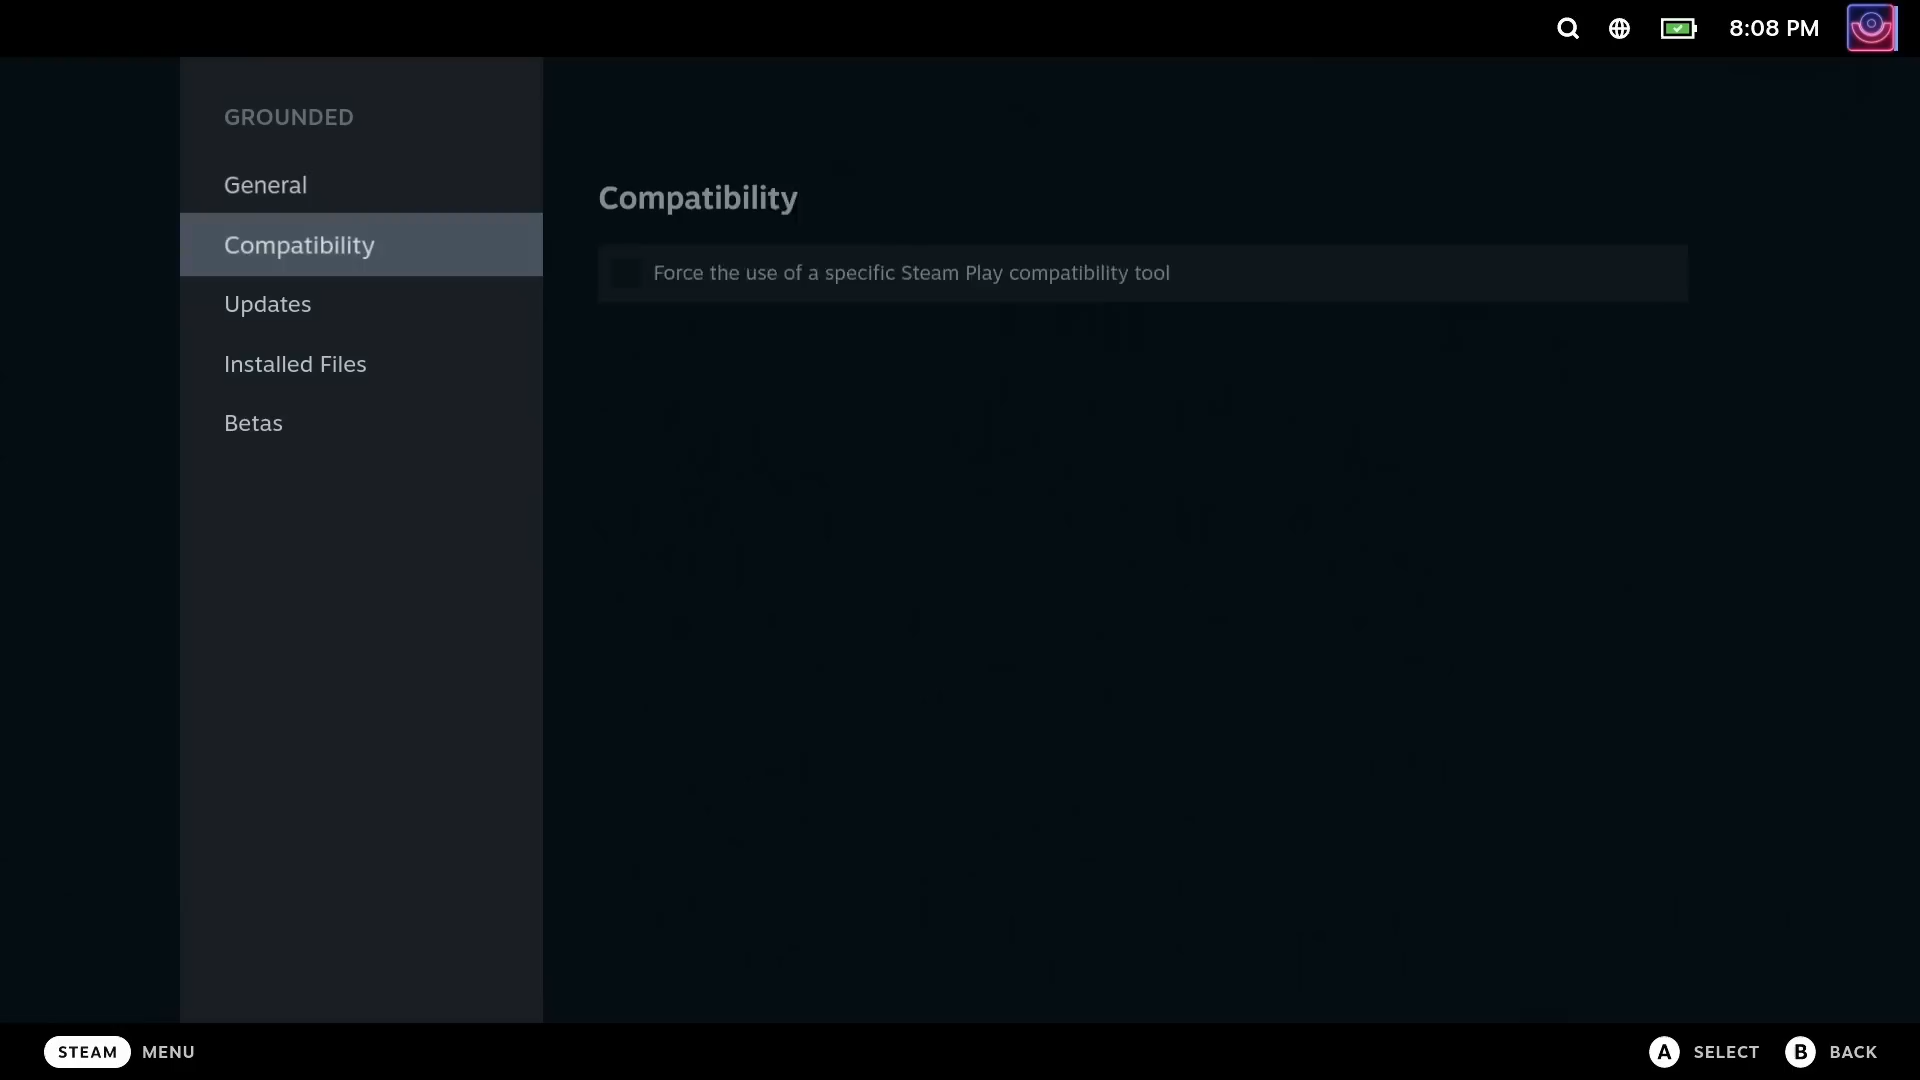 8:08 PM
GROUNDED
General
Compatibility
Updates
Installed Files
Betas
Compatibility
Force the use of a specific Steam Play compatibility tool
STEAM MENU
A SELECT B BACK